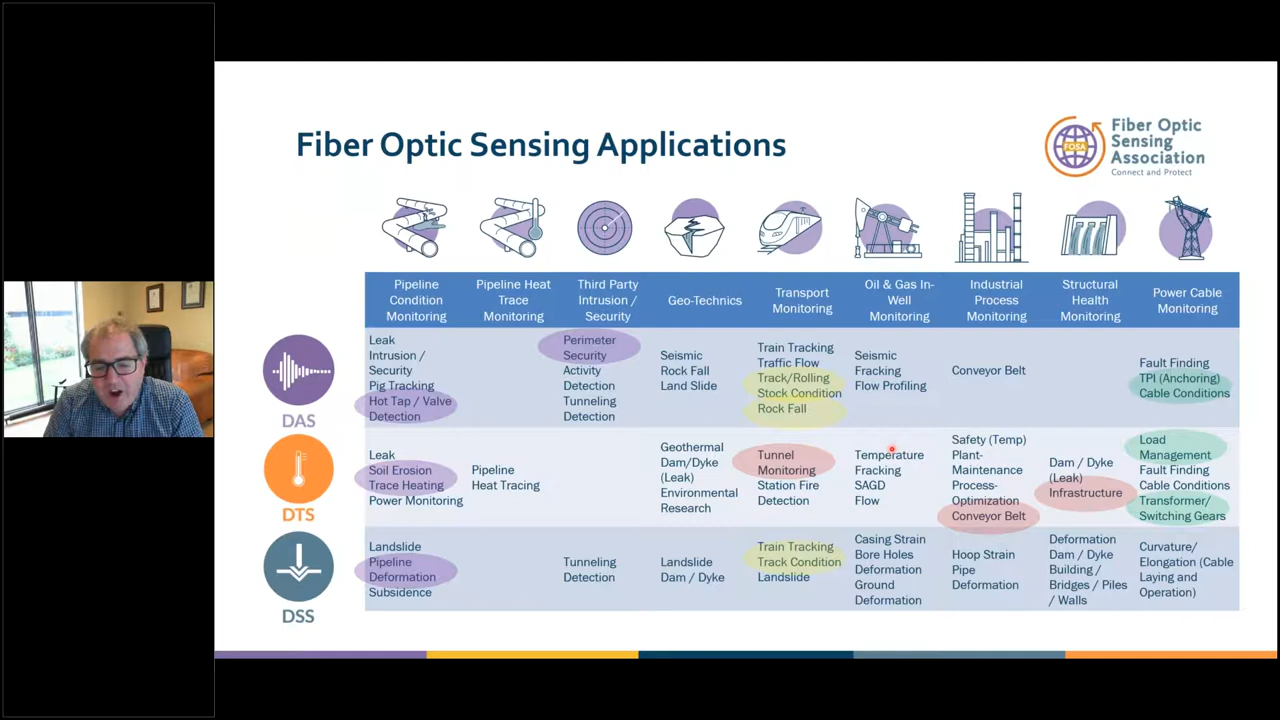 Fiber Optic Sensing Applications
Fiber Optic
Sensing
Association
Connect and Protect
FOSA
Pipeline
Condition
Monitoring
Pipeline Heat
Trace
Monitoring
Third Party
Intrusion /
Security
Geo-Technics
Transport
Monitoring
Oil & Gas In-
Well
Monitoring
Industrial
Process
Monitoring
Structural
Health
Monitoring
Power Cable
Monitoring
DAS
Leak
Intrusion /
Security
Pig Tracking
Hot Tap / Valve
Detection
Perimeter
Security
Activity
Detection
Tunneling
Detection
Seismic
Rock Fall
Land Slide
Train Tracking
Traffic Flow
Track/Rolling
Stock Condition
Rock Fall
Seismic
Fracking
Flow Profiling
Conveyor Belt
Fault Finding
TPI (Anchoring)
Cable Conditions
DTS
Leak
Soil Erosion
Trace Heating
Power Monitoring
Pipeline
Heat Tracing
Geothermal
Dam/Dyke
(Leak)
Environmental
Research
Tunnel
Monitoring
Station Fire
Detection
Temperature
Fracking
SAGD
Flow
Safety (Temp)
Plant-
Maintenance
Process-
Optimization
Conveyor Belt
Dam / Dyke
(Leak)
Infrastructure
Load
Management
Fault Finding
Cable Conditions
Transformer/
Switching Gears
DSS
Landslide
Pipeline
Deformation
Subsidence
Tunneling
Detection
Landslide
Dam / Dyke
Train Tracking
Track Condition
Landslide
Casing Strain
Bore Holes
Deformation
Ground
Deformation
Hoop Strain
Pipe
Deformation
Deformation
Dam / Dyke
Building /
Bridges / Piles
/ Walls
Curvature/
Elongation (Cable
Laying and
Operation)